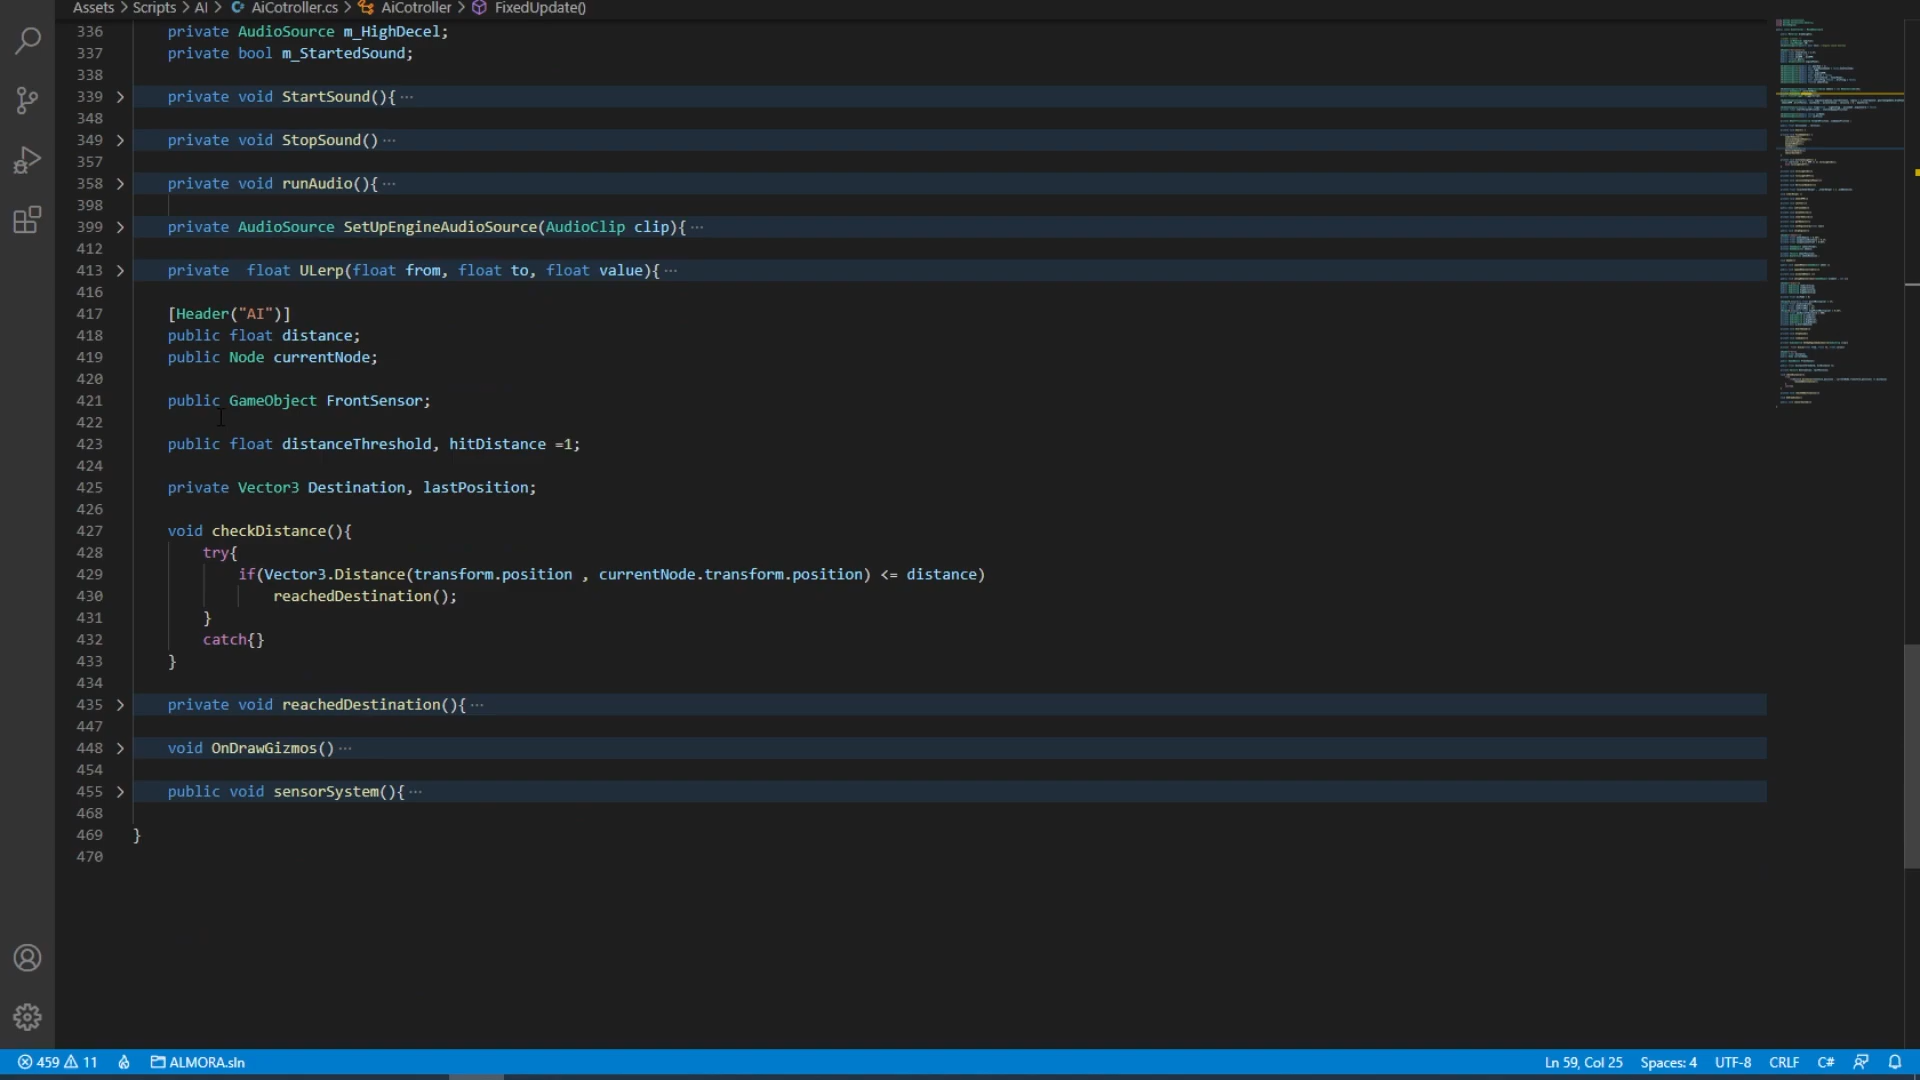 Assets > Scripts > AI > AiCotroller.cs > AiCotroller > FixedUpdate()
336 private AudioSource m_HighDecel;
337 private bool m_StartedSound;
338
339 private void StartSound(){ ···
348
349 private void StopSound() ···
357
358 private void runAudio(){ ···
398
399 private AudioSource SetUpEngineAudioSource(AudioClip clip){ ···
412
413 private  float ULerp(float from, float to, float value){ ···
416
417 [Header("AI")]
418 public float distance;
419 public Node currentNode;
420
421 public GameObject FrontSensor;
422
423 public float distanceThreshold, hitDistance =1;
424
425 private Vector3 Destination, lastPosition;
426
427 void checkDistance(){
428 try{
429 if(Vector3.Distance(transform.position , currentNode.transform.position) <= distance)
430 reachedDestination();
431 }
432 catch{}
433 }
434
435 private void reachedDestination(){ ···
447
448 void OnDrawGizmos() ···
454
455 public void sensorSystem(){ ···
468
469 }
470
459 11 ALMORA.sln Ln 59, Col 25 Spaces: 4 UTF-8 CRLF C#